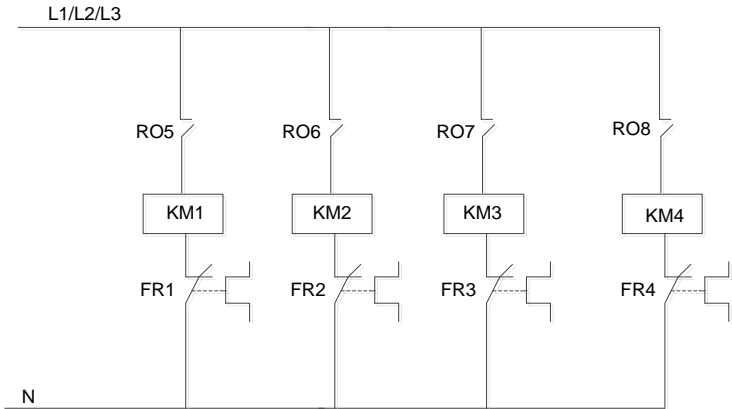 L1/L2/L3
RO5 RO6 RO7 RO8
KM1 KM2 KM3 KM4
FR1 FR2 FR3 FR4
N